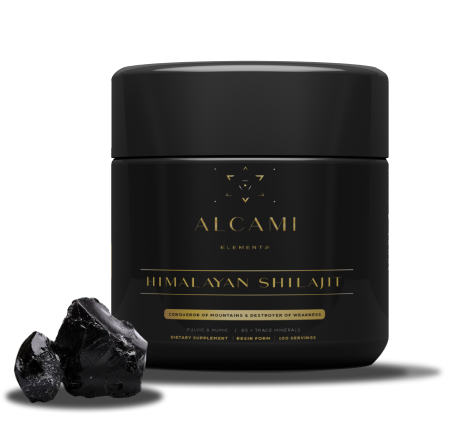 ALCAMI
ELEMENTS
HIMALAYAN SHILAJIT
CONQUEROR OF MOUNTAINS & DESTROYER OF WEAKNESS
FULVIC & HUMIC | 85+ TRACE MINERALS
DIETARY SUPPLEMENT | RESIN FORM | 100 SERVINGS